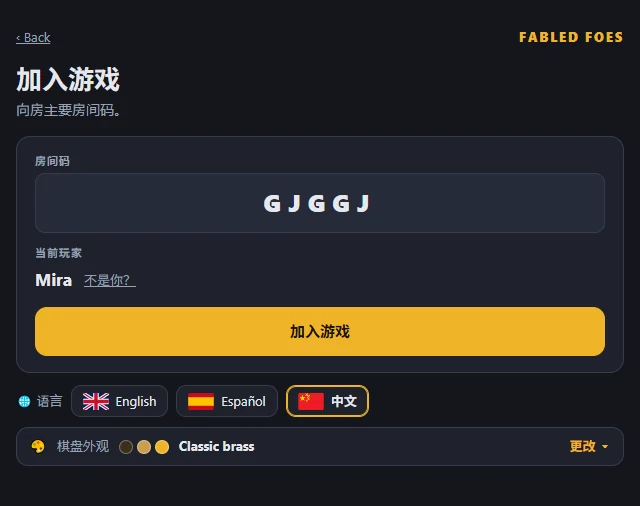 ‹ Back
FABLED FOES
加入游戏
向房主要房间码。
房间码
GJGGJ
当前玩家
Mira 不是你？
加入游戏
语言 English Español 中文
棋盘外观 Classic brass 更改